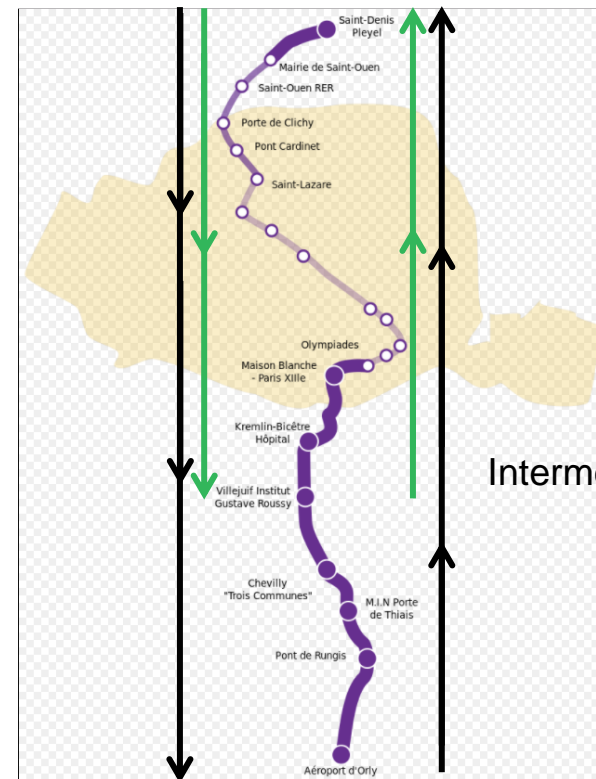 Saint-Denis
Pleyel
Mairie de Saint-Ouen
Saint-Ouen RER
Porte de Clichy
Pont Cardinet
Saint-Lazare
Olympiades
Maison Blanche
- Paris XIIIe
Kremlin-Bicêtre
Hôpital
Villejuif Institut
Gustave Roussy
Chevilly
"Trois Communes"
M.I.N Porte
de Thiais
Pont de Rungis
Aéroport d'Orly